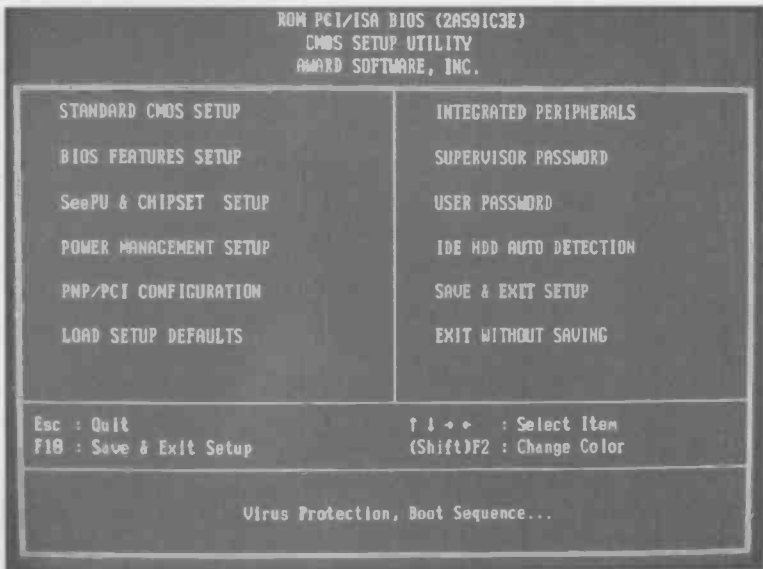 ROM PCI/ISA BIOS (2A59IC3E)
CMOS SETUP UTILITY
AWARD SOFTWARE, INC.
STANDARD CMOS SETUP
BIOS FEATURES SETUP
SeePU & CHIPSET SETUP
POWER MANAGEMENT SETUP
PNP/PCI CONFIGURATION
LOAD SETUP DEFAULTS
INTEGRATED PERIPHERALS
SUPERVISOR PASSWORD
USER PASSWORD
IDE HDD AUTO DETECTION
SAVE & EXIT SETUP
EXIT WITHOUT SAVING
Esc : Quit
F10 : Save & Exit Setup
↑ ↓ → ← : Select Item
(Shift)F2 : Change Color
Virus Protection, Boot Sequence...